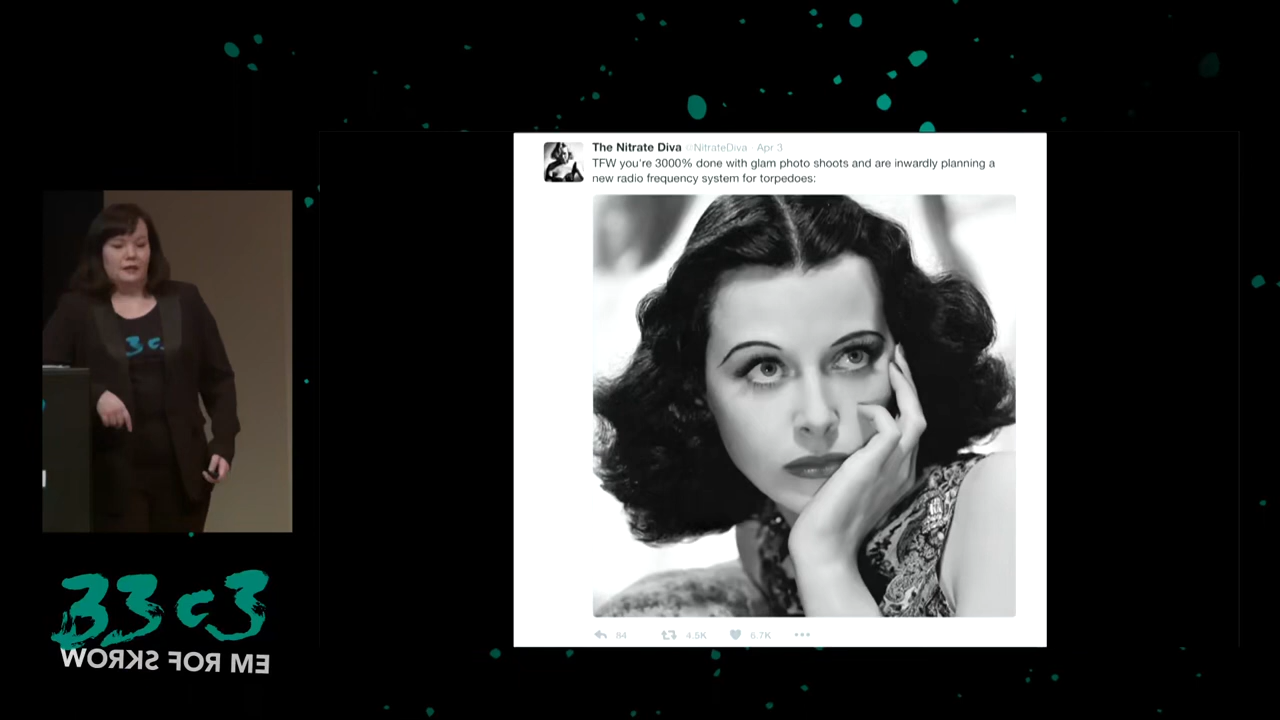 The Nitrate Diva @NitrateDiva · Apr 3
TFW you're 3000% done with glam photo shoots and are inwardly planning a
new radio frequency system for torpedoes:
84 4.5K 6.7K
33c3
33c3
WORKS FOR ME